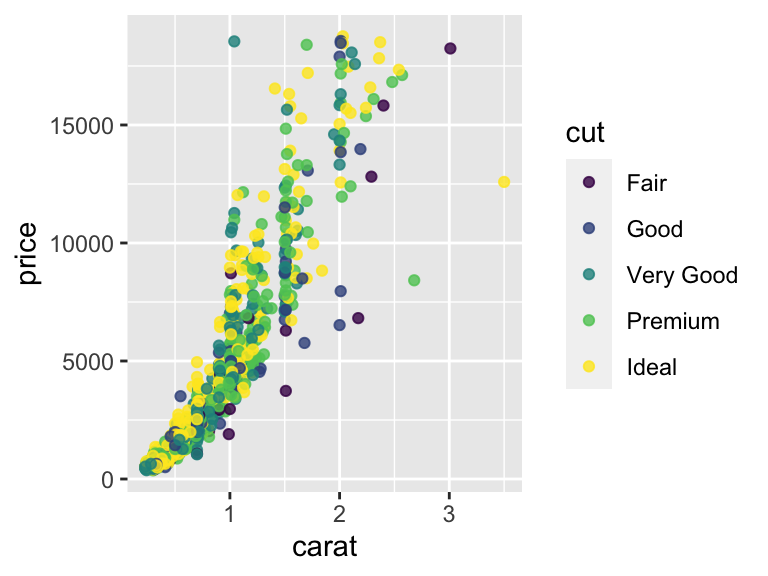 15000
10000
5000
0
price
1
2
3
carat
cut
Fair
Good
Very Good
Premium
Ideal